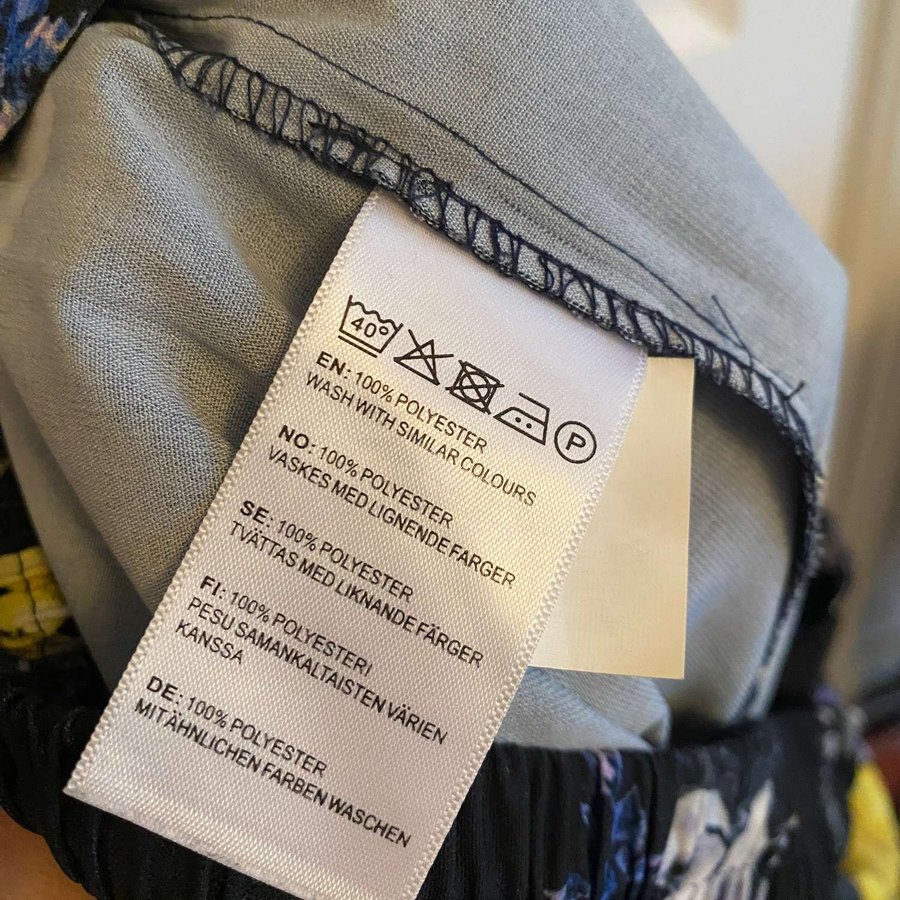 40°
P
EN: 100% POLYESTER
WASH WITH SIMILAR COLOURS
NO: 100% POLYESTER
VASKES MED LIGNENDE FARGER
SE: 100% POLYESTER
TVÄTTAS MED LIKNANDE FÄRGER
FI: 100% POLYESTERI
PESU SAMANKALTAISTEN VÄRIEN
KANSSA
DE: 100% POLYESTER
MIT ÄHNLICHEN FARBEN WASCHEN